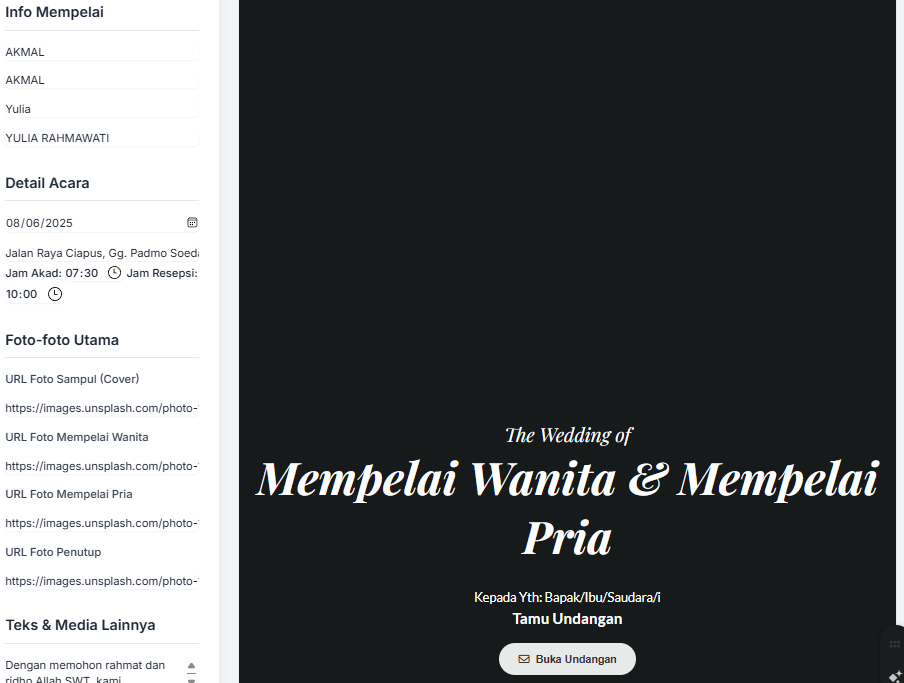 Info Mempelai
AKMAL
AKMAL
Yulia
YULIA RAHMAWATI
Detail Acara
08/06/2025
Jalan Raya Ciapus, Gg. Padmo Soeda
Jam Akad: 07:30 Jam Resepsi:
10:00
Foto-foto Utama
URL Foto Sampul (Cover)
https://images.unsplash.com/photo-
URL Foto Mempelai Wanita
https://images.unsplash.com/photo-
URL Foto Mempelai Pria
https://images.unsplash.com/photo-
URL Foto Penutup
https://images.unsplash.com/photo-
Teks & Media Lainnya
Dengan memohon rahmat dan
ridho Allah SWT, kami
The Wedding of
Mempelai Wanita & Mempelai
Pria
Kepada Yth: Bapak/Ibu/Saudara/i
Tamu Undangan
Buka Undangan